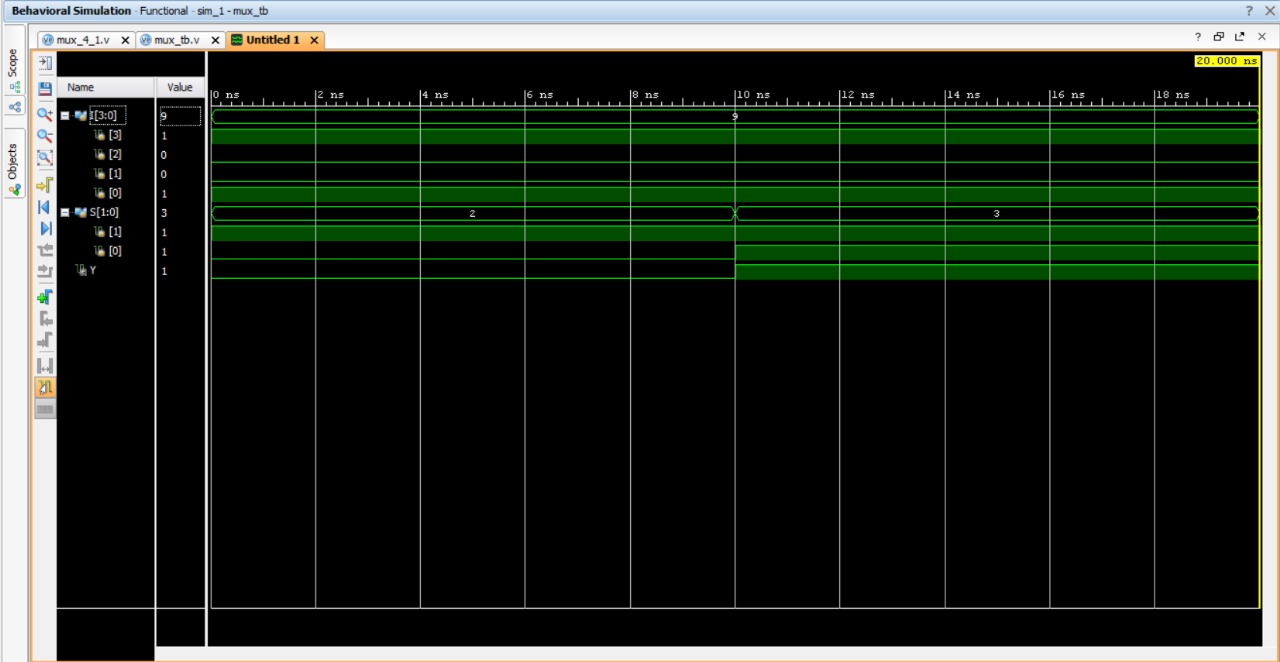 Behavioral Simulation - Functional - sim_1 - mux_tb ? ×
mux_4_1.v × mux_tb.v × Untitled 1 × ? ×
Scope
Objects
20.000 ns
Name Value
0 ns 2 ns 4 ns 6 ns 8 ns 10 ns 12 ns 14 ns 16 ns 18 ns
I[3:0] 9 9
[3] 1
[2] 0
[1] 0
[0] 1
S[1:0] 3 2 3
[1] 1
[0] 1
Y 1